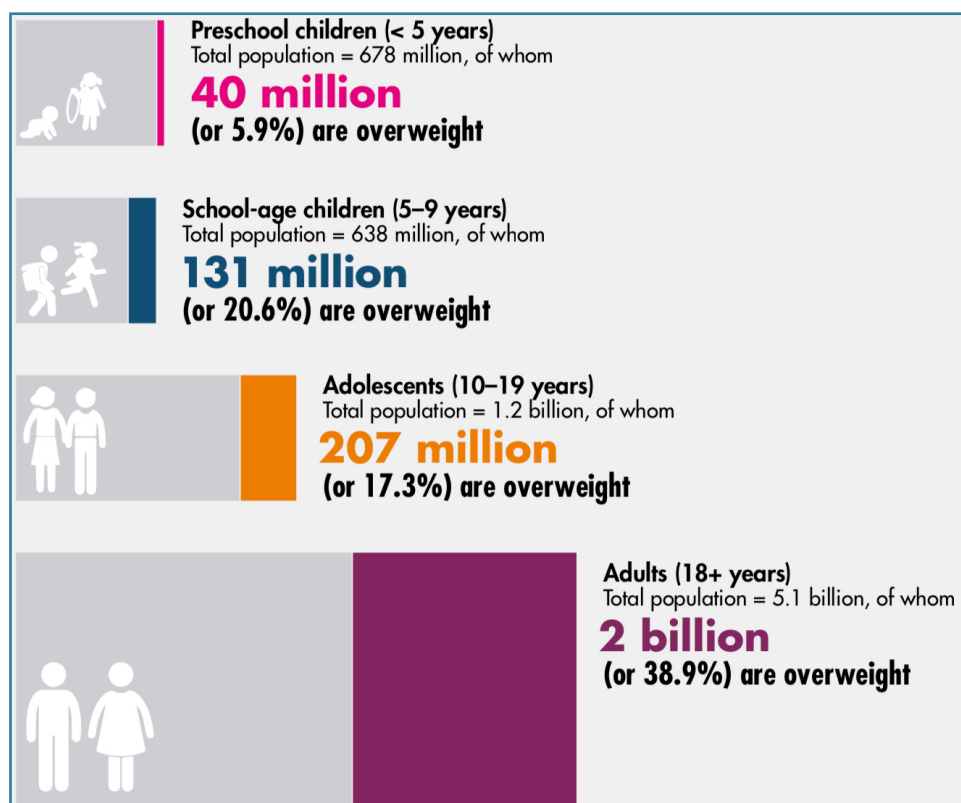 Preschool children (< 5 years)
Total population = 678 million, of whom
40 million
(or 5.9%) are overweight
School-age children (5–9 years)
Total population = 638 million, of whom
131 million
(or 20.6%) are overweight
Adolescents (10–19 years)
Total population = 1.2 billion, of whom
207 million
(or 17.3%) are overweight
Adults (18+ years)
Total population = 5.1 billion, of whom
2 billion
(or 38.9%) are overweight